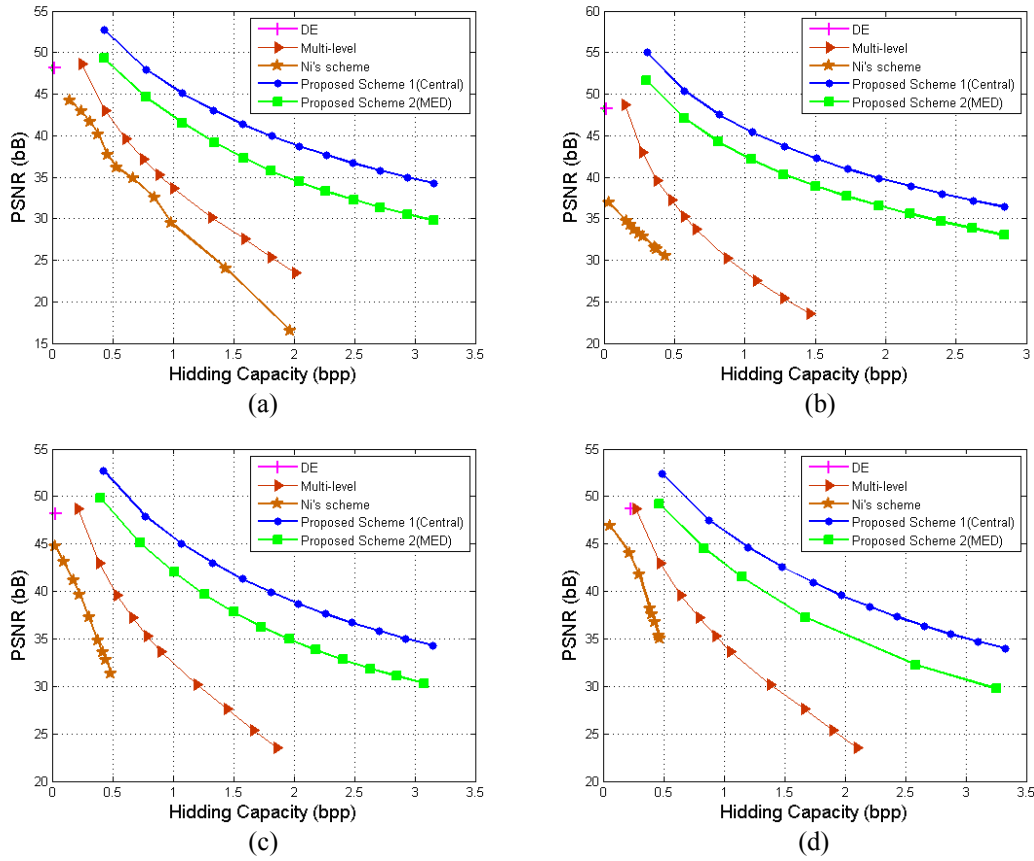 55
50
45
40
35
30
25
20
15
PSNR (bB)
0 0.5 1 1.5 2 2.5 3 3.5
Hidding Capacity (bpp)
DE
Multi-level
Ni's scheme
Proposed Scheme 1(Central)
Proposed Scheme 2(MED)
(a)
60
55
50
45
40
35
30
25
20
PSNR (bB)
0 0.5 1 1.5 2 2.5 3
Hidding Capacity (bpp)
DE
Multi-level
Ni's scheme
Proposed Scheme 1(Central)
Proposed Scheme 2(MED)
(b)
55
50
45
40
35
30
25
20
PSNR (bB)
0 0.5 1 1.5 2 2.5 3 3.5
Hidding Capacity (bpp)
DE
Multi-level
Ni's scheme
Proposed Scheme 1(Central)
Proposed Scheme 2(MED)
(c)
55
50
45
40
35
30
25
20
PSNR (bB)
0 0.5 1 1.5 2 2.5 3 3.5
Hidding Capacity (bpp)
DE
Multi-level
Ni's scheme
Proposed Scheme 1(Central)
Proposed Scheme 2(MED)
(d)